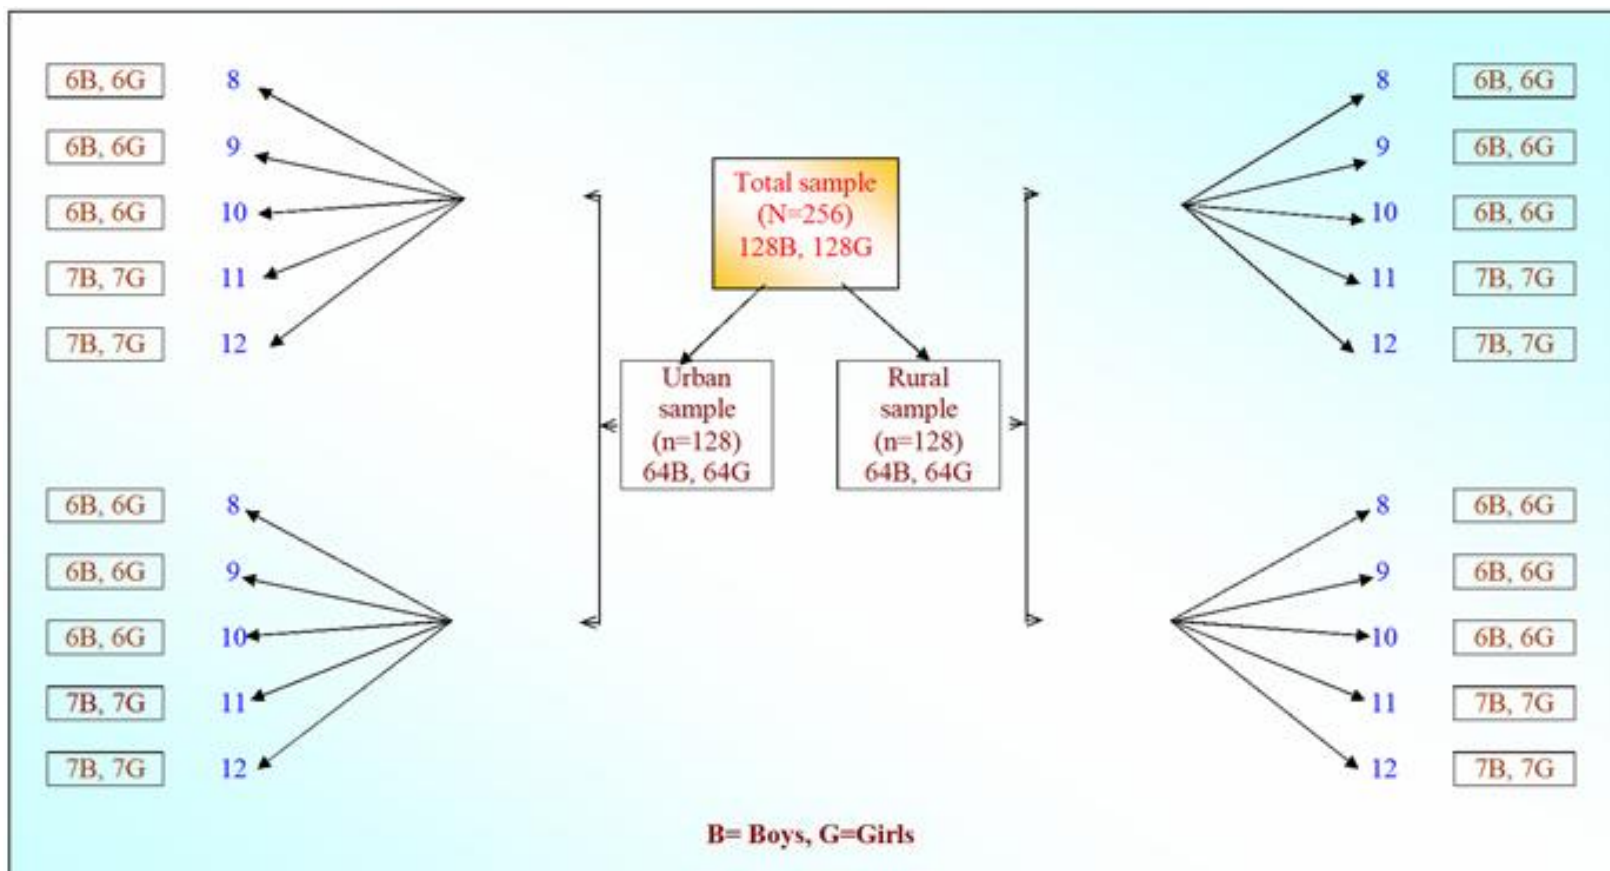 6B, 6G 8
6B, 6G 9
6B, 6G 10
7B, 7G 11
7B, 7G 12
6B, 6G 8
6B, 6G 9
6B, 6G 10
7B, 7G 11
7B, 7G 12
Total sample
(N=256)
128B, 128G
Urban
sample
(n=128)
64B, 64G
Rural
sample
(n=128)
64B, 64G
8 6B, 6G
9 6B, 6G
10 6B, 6G
11 7B, 7G
12 7B, 7G
8 6B, 6G
9 6B, 6G
10 6B, 6G
11 7B, 7G
12 7B, 7G
B= Boys, G=Girls